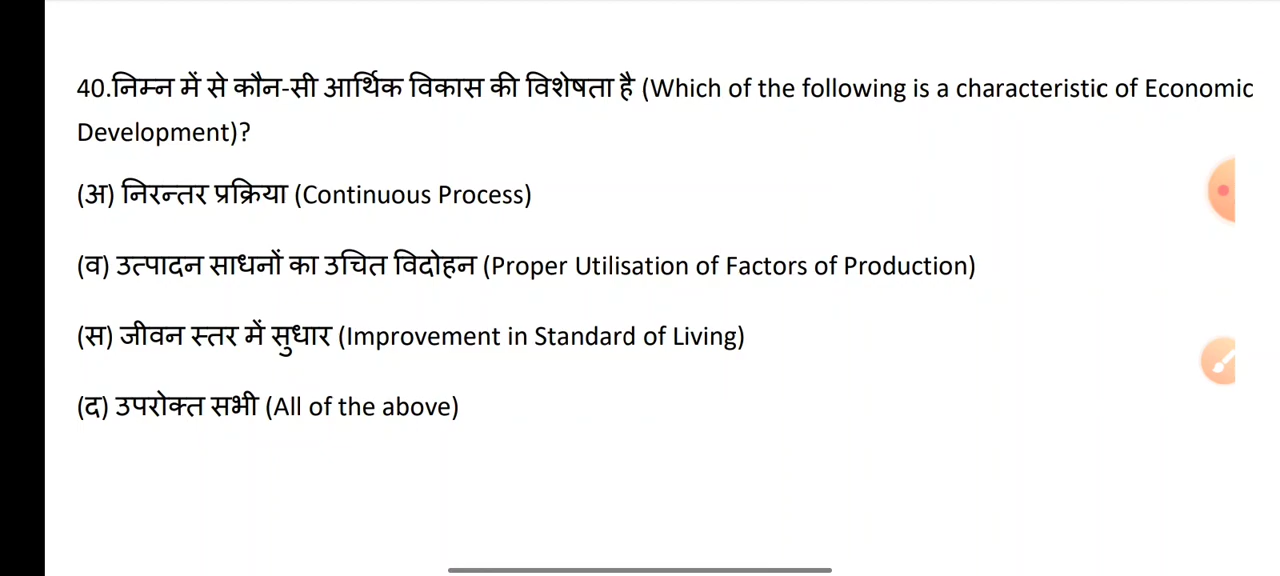 40.निम्न में से कौन-सी आर्थिक विकास की विशेषता है (Which of the following is a characteristic of Economic
Development)?
(अ) निरन्तर प्रक्रिया (Continuous Process)
(व) उत्पादन साधनों का उचित विदोहन (Proper Utilisation of Factors of Production)
(स) जीवन स्तर में सुधार (Improvement in Standard of Living)
(द) उपरोक्त सभी (All of the above)